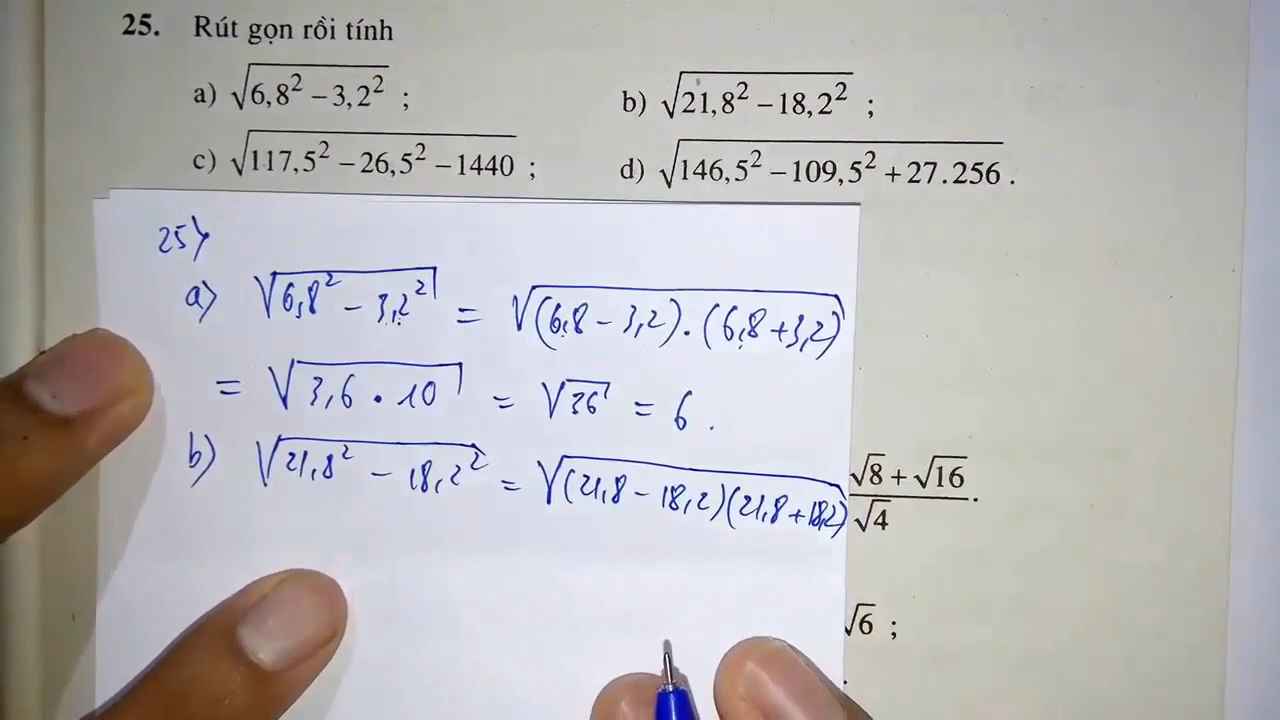 25. Rút gọn rồi tính
a) √(6,8² − 3,2²) ;
b) √(21,8² − 18,2²) ;
c) √(117,5² − 26,5² − 1440) ;
d) √(146,5² − 109,5² + 27.256) .
25)
a) √(6,8² − 3,2²) = √((6,8 − 3,2).(6,8 + 3,2))
= √(3,6 . 10) = √36 = 6 .
b) √(21,8² − 18,2²) = √((21,8 − 18,2)(21,8 + 18,2))
(√8 + √16)/√4 .
√6 ;